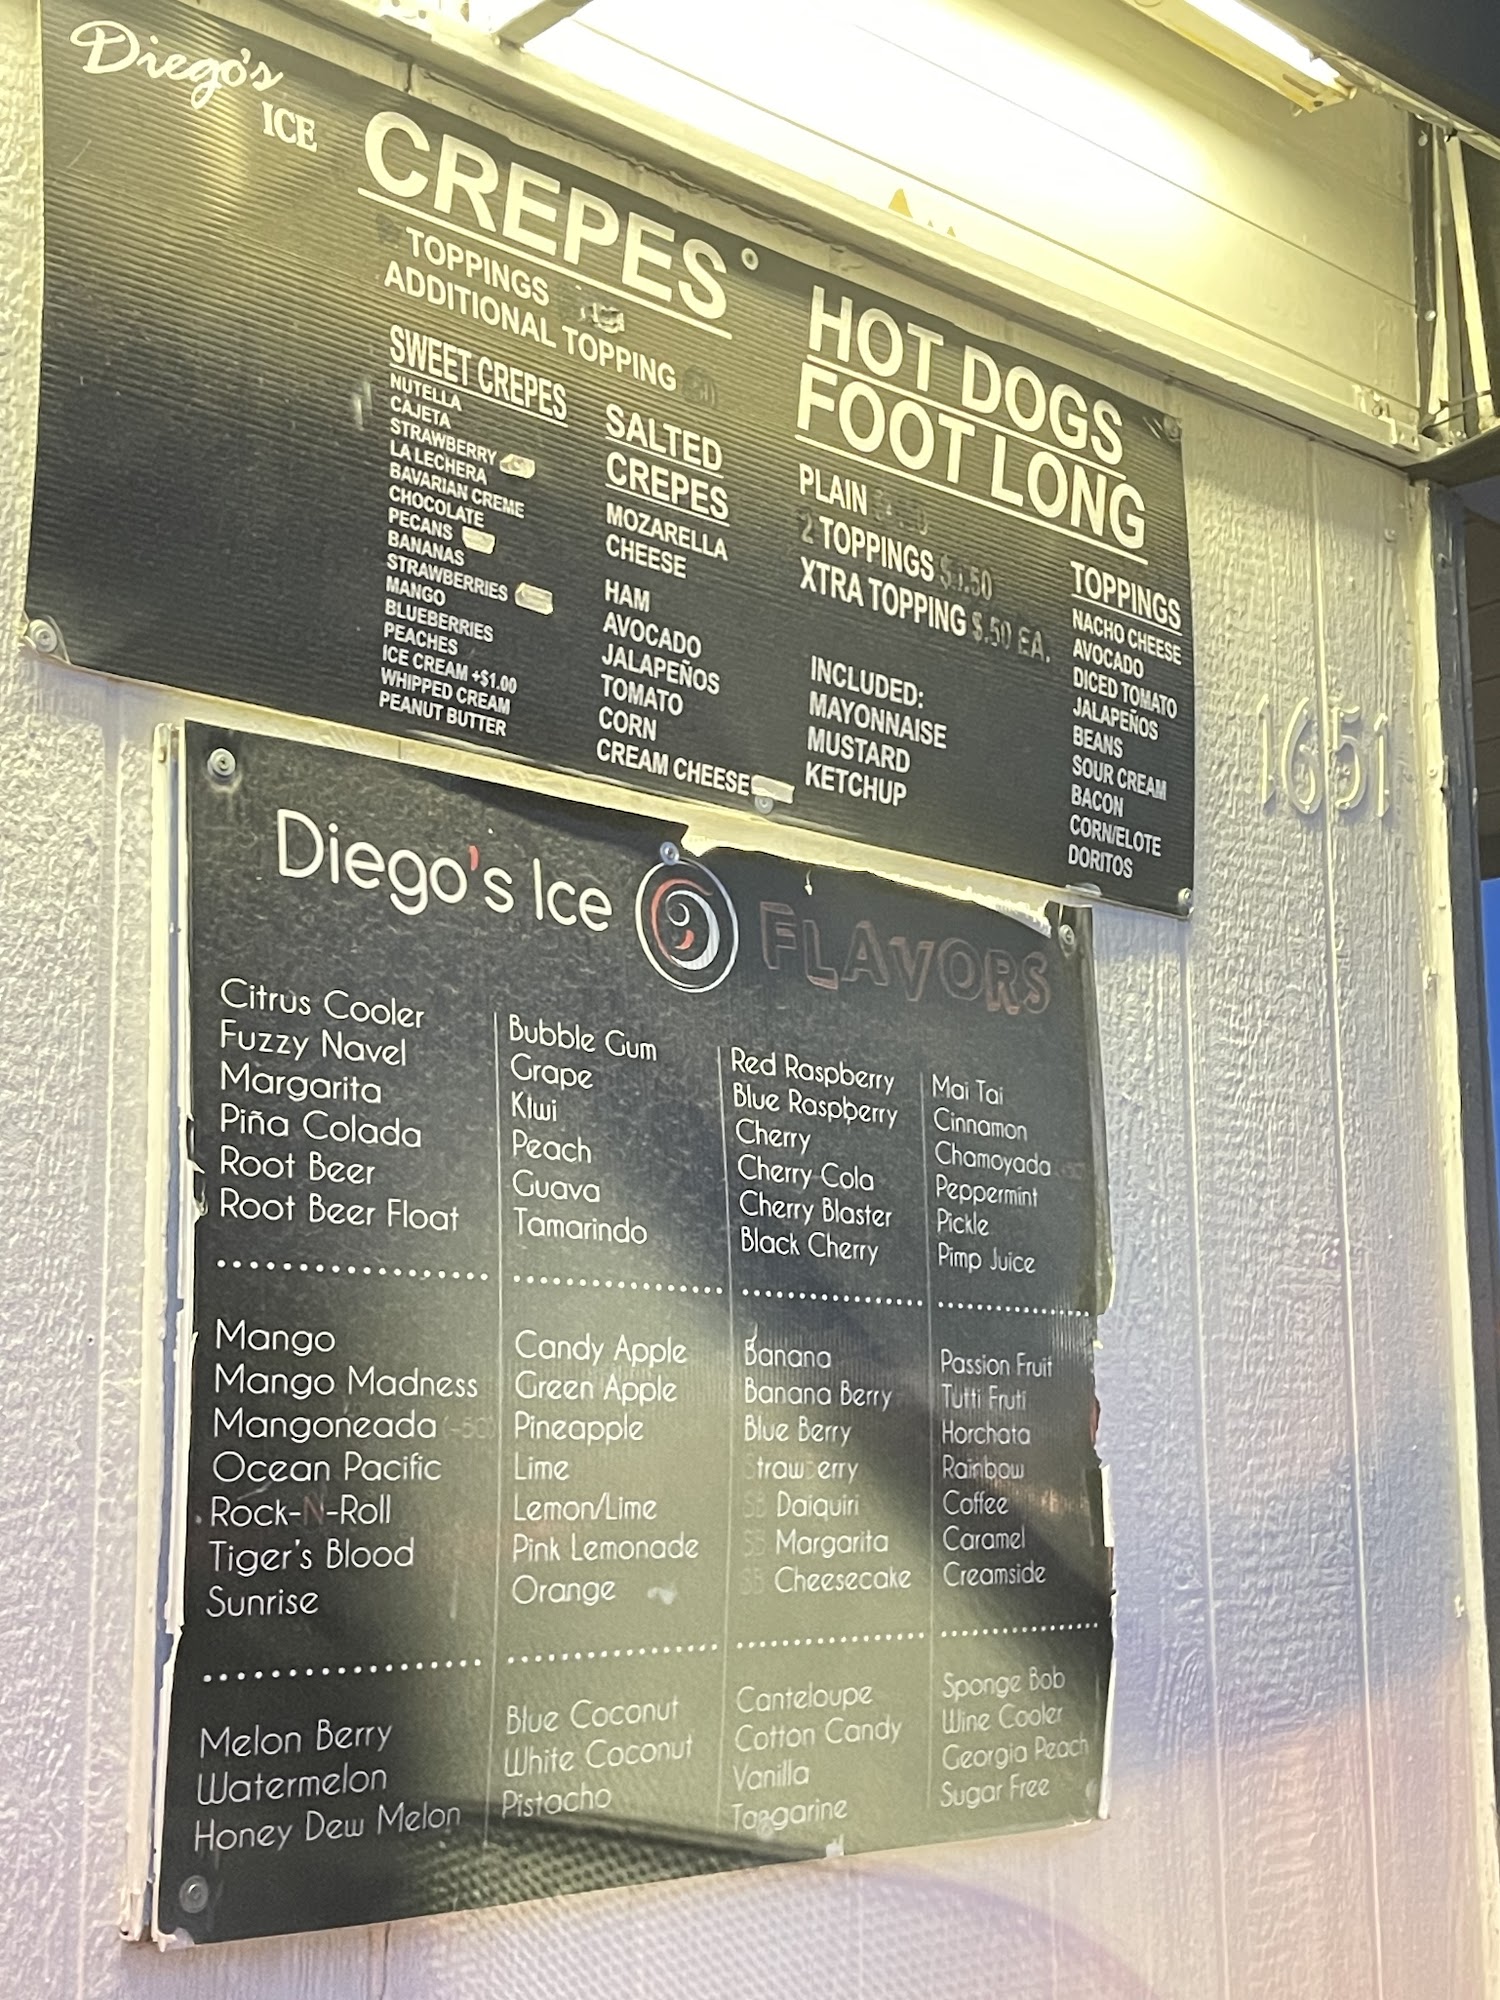 Diego's
ICE
CREPES
TOPPINGS
ADDITIONAL TOPPING
SWEET CREPES
NUTELLA
CAJETA
STRAWBERRY
LA LECHERA
BAVARIAN CREME
CHOCOLATE
PECANS
BANANAS
STRAWBERRIES
MANGO
BLUEBERRIES
PEACHES
ICE CREAM +$1.00
WHIPPED CREAM
PEANUT BUTTER
SALTED
CREPES
MOZARELLA
CHEESE
HAM
AVOCADO
JALAPEÑOS
TOMATO
CORN
CREAM CHEESE
HOT DOGS
FOOT LONG
PLAIN
2 TOPPINGS
XTRA TOPPING $.50 EA.
INCLUDED:
MAYONNAISE
MUSTARD
KETCHUP
TOPPINGS
NACHO CHEESE
AVOCADO
DICED TOMATO
JALAPEÑOS
BEANS
SOUR CREAM
BACON
CORN/ELOTE
DORITOS
1651
Diego's Ice FLAVORS
Citrus Cooler
Fuzzy Navel
Margarita
Piña Colada
Root Beer
Root Beer Float
Bubble Gum
Grape
KIwi
Peach
Guava
Tamarindo
Red Raspberry
Blue Raspberry
Cherry
Cherry Cola
Cherry Blaster
Black Cherry
Mai Tai
Cinnamon
Chamoyada
Peppermint
Pickle
Pimp Juice
Mango
Mango Madness
Mangoneada
Ocean Pacific
Rock-N-Roll
Tiger's Blood
Sunrise
Candy Apple
Green Apple
Pineapple
Lime
Lemon/Lime
Pink Lemonade
Orange
Banana
Banana Berry
Blue Berry
Strawberry
SB Daiquiri
SB Margarita
SB Cheesecake
Passion Fruit
Tutti Fruti
Horchata
Rainbow
Coffee
Caramel
Creamside
Melon Berry
Watermelon
Honey Dew Melon
Blue Coconut
White Coconut
Pistacho
Canteloupe
Cotton Candy
Vanilla
Tangarine
Sponge Bob
Wine Cooler
Georgia Peach
Sugar Free